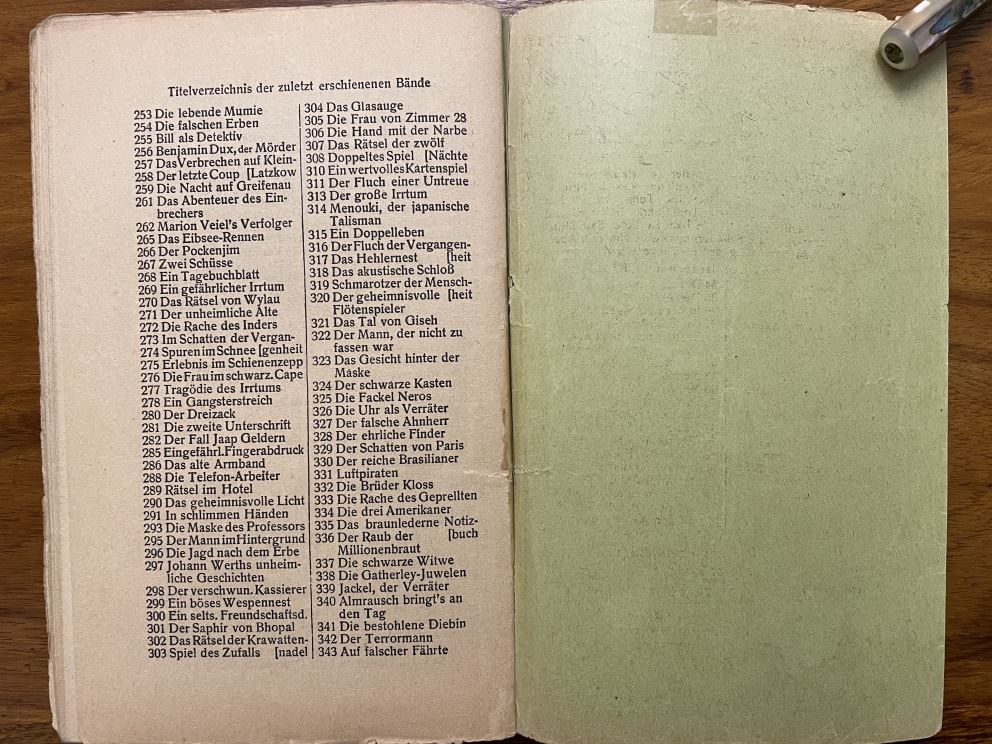 Titelverzeichnis der zuletzt erschienenen Bände
253 Die lebende Mumie
254 Die falschen Erben
255 Bill als Detektiv
256 Benjamin Dux, der Mörder
257 Das Verbrechen auf Klein-
258 Der letzte Coup [Latzkow
259 Die Nacht auf Greifenau
261 Das Abenteuer des Ein-
brechers
262 Marion Veiel's Verfolger
265 Das Eibsee-Rennen
266 Der Pockenjim
267 Zwei Schüsse
268 Ein Tagebuchblatt
269 Ein gefährlicher Irrtum
270 Das Rätsel von Wylau
271 Der unheimliche Alte
272 Die Rache des Inders
273 Im Schatten der Vergan-
274 Spuren im Schnee [genheit
275 Erlebnis im Schienenzepp
276 Die Frau im schwarz. Cape
277 Tragödie des Irrtums
278 Ein Gangsterstreich
280 Der Dreizack
281 Die zweite Unterschrift
282 Der Fall Jaap Geldern
285 Ein gefährl. Fingerabdruck
286 Das alte Armband
288 Die Telefon-Arbeiter
289 Rätsel im Hotel
290 Das geheimnisvolle Licht
291 In schlimmen Händen
293 Die Maske des Professors
295 Der Mann im Hintergrund
296 Die Jagd nach dem Erbe
297 Johann Werths unheim-
liche Geschichten
298 Der verschwun. Kassierer
299 Ein böses Wespennest
300 Ein selts. Freundschaftsd.
301 Der Saphir von Bhopal
302 Das Rätsel der Krawatten-
303 Spiel des Zufalls [nadel
304 Das Glasauge
305 Die Frau von Zimmer 28
306 Die Hand mit der Narbe
307 Das Rätsel der zwölf
308 Doppeltes Spiel [Nächte
310 Ein wertvolles Kartenspiel
311 Der Fluch einer Untreue
313 Der große Irrtum
314 Menouki, der japanische
Talisman
315 Ein Doppelleben
316 Der Fluch der Vergangen-
317 Das Hehlernest [heit
318 Das akustische Schloß
319 Schmarotzer der Mensch-
320 Der geheimnisvolle [heit
Flötenspieler
321 Das Tal von Giseh
322 Der Mann, der nicht zu
fassen war
323 Das Gesicht hinter der
Maske
324 Der schwarze Kasten
325 Die Fackel Neros
326 Die Uhr als Verräter
327 Der falsche Ahnherr
328 Der ehrliche Finder
329 Der Schatten von Paris
330 Der reiche Brasilianer
331 Luftpiraten
332 Die Brüder Kloss
333 Die Rache des Geprellten
334 Die drei Amerikaner
335 Das braunlederne Notiz-
336 Der Raub der [buch
Millionenbraut
337 Die schwarze Witwe
338 Die Gatherley-Juwelen
339 Jackel, der Verräter
340 Almrausch bringt's an
den Tag
341 Die bestohlene Diebin
342 Der Terrormann
343 Auf falscher Fährte